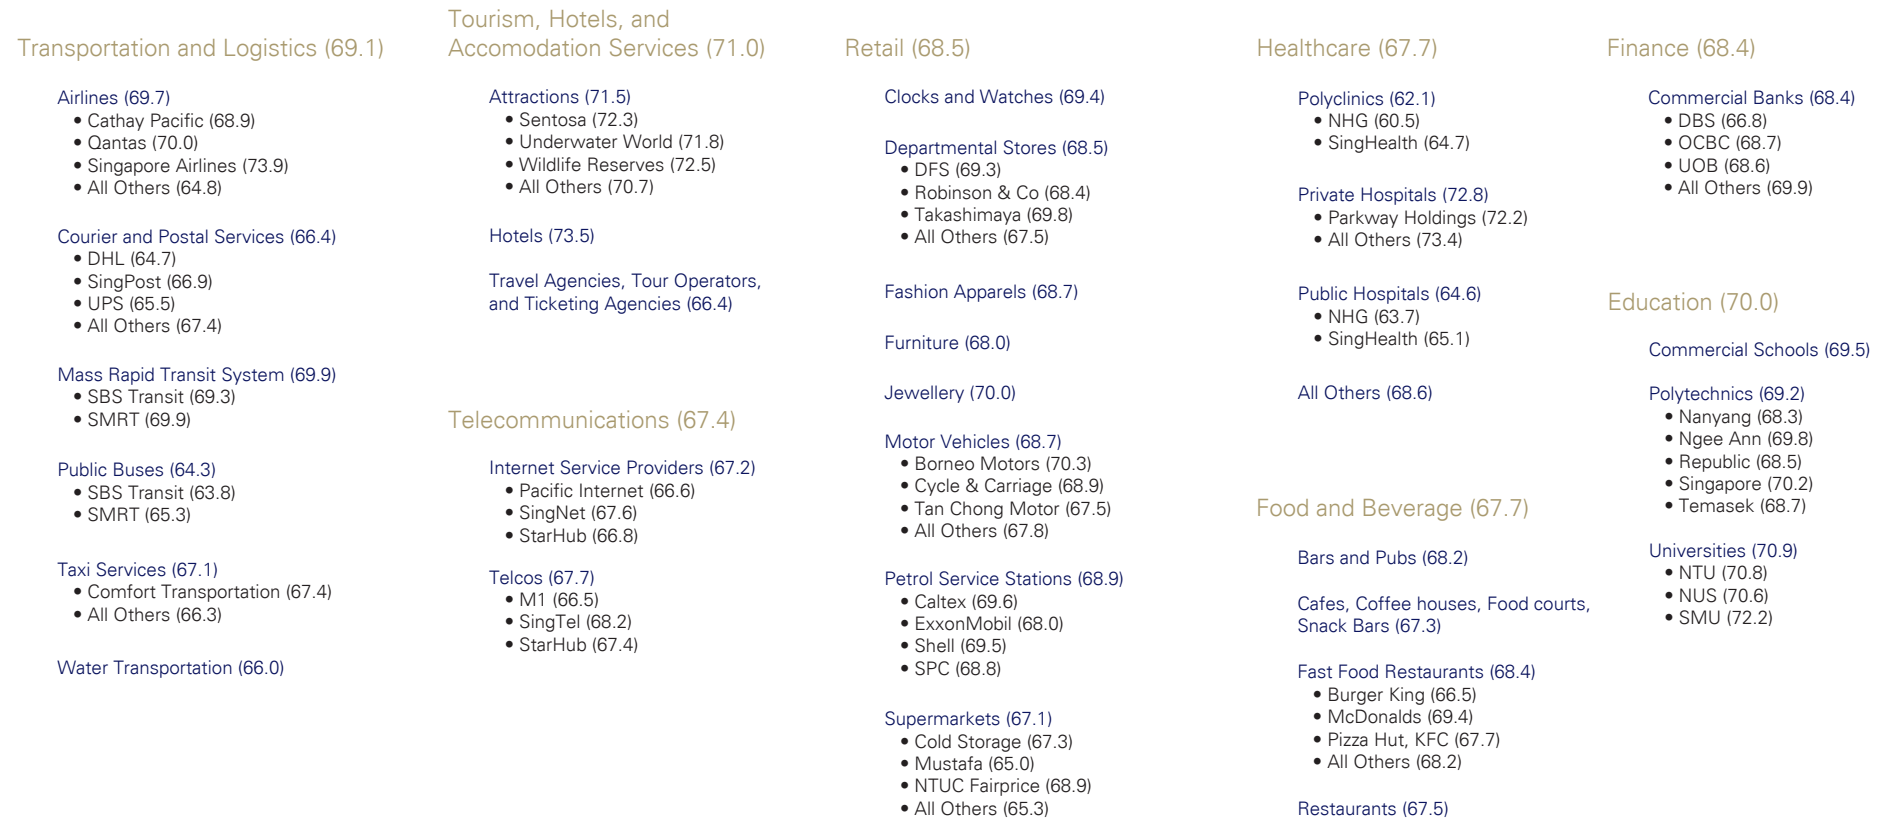 Transportation and Logistics (69.1)
Airlines (69.7)
• Cathay Pacific (68.9)
• Qantas (70.0)
• Singapore Airlines (73.9)
• All Others (64.8)
Courier and Postal Services (66.4)
• DHL (64.7)
• SingPost (66.9)
• UPS (65.5)
• All Others (67.4)
Mass Rapid Transit System (69.9)
• SBS Transit (69.3)
• SMRT (69.9)
Public Buses (64.3)
• SBS Transit (63.8)
• SMRT (65.3)
Taxi Services (67.1)
• Comfort Transportation (67.4)
• All Others (66.3)
Water Transportation (66.0)
Tourism, Hotels, and
Accomodation Services (71.0)
Attractions (71.5)
• Sentosa (72.3)
• Underwater World (71.8)
• Wildlife Reserves (72.5)
• All Others (70.7)
Hotels (73.5)
Travel Agencies, Tour Operators,
and Ticketing Agencies (66.4)
Telecommunications (67.4)
Internet Service Providers (67.2)
• Pacific Internet (66.6)
• SingNet (67.6)
• StarHub (66.8)
Telcos (67.7)
• M1 (66.5)
• SingTel (68.2)
• StarHub (67.4)
Retail (68.5)
Clocks and Watches (69.4)
Departmental Stores (68.5)
• DFS (69.3)
• Robinson & Co (68.4)
• Takashimaya (69.8)
• All Others (67.5)
Fashion Apparels (68.7)
Furniture (68.0)
Jewellery (70.0)
Motor Vehicles (68.7)
• Borneo Motors (70.3)
• Cycle & Carriage (68.9)
• Tan Chong Motor (67.5)
• All Others (67.8)
Petrol Service Stations (68.9)
• Caltex (69.6)
• ExxonMobil (68.0)
• Shell (69.5)
• SPC (68.8)
Supermarkets (67.1)
• Cold Storage (67.3)
• Mustafa (65.0)
• NTUC Fairprice (68.9)
• All Others (65.3)
Healthcare (67.7)
Polyclinics (62.1)
• NHG (60.5)
• SingHealth (64.7)
Private Hospitals (72.8)
• Parkway Holdings (72.2)
• All Others (73.4)
Public Hospitals (64.6)
• NHG (63.7)
• SingHealth (65.1)
All Others (68.6)
Food and Beverage (67.7)
Bars and Pubs (68.2)
Cafes, Coffee houses, Food courts,
Snack Bars (67.3)
Fast Food Restaurants (68.4)
• Burger King (66.5)
• McDonalds (69.4)
• Pizza Hut, KFC (67.7)
• All Others (68.2)
Restaurants (67.5)
Finance (68.4)
Commercial Banks (68.4)
• DBS (66.8)
• OCBC (68.7)
• UOB (68.6)
• All Others (69.9)
Education (70.0)
Commercial Schools (69.5)
Polytechnics (69.2)
• Nanyang (68.3)
• Ngee Ann (69.8)
• Republic (68.5)
• Singapore (70.2)
• Temasek (68.7)
Universities (70.9)
• NTU (70.8)
• NUS (70.6)
• SMU (72.2)